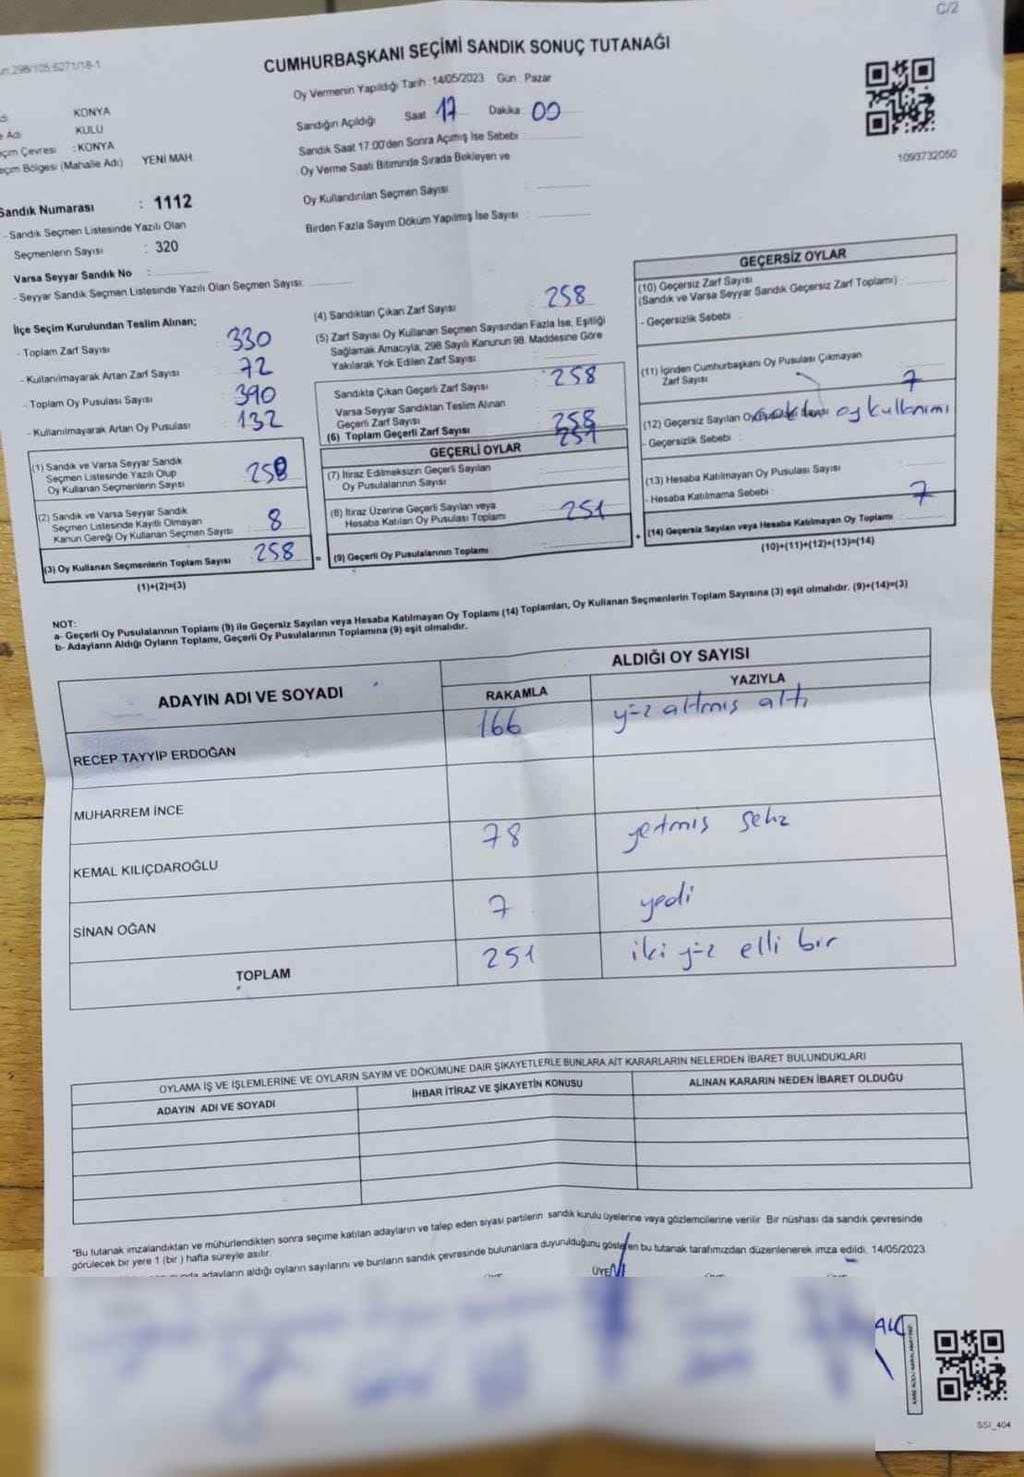 C/2
CUMHURBAŞKANI SEÇİMİ SANDIK SONUÇ TUTANAĞI
298/105.5271/18-1
Oy Vermenin Yapıldığı Tarih : 14/05/2023 Gün : Pazar
Sandığın Açıldığı Saat 17 Dakika : 00
Sandık Saat 17:00'den Sonra Açımış İse Sebebi :
Oy Verme Saati Bitiminde Sırada Bekleyen ve
Oy Kullandırılan Seçmen Sayısı
Birden Fazla Sayım Döküm Yapılmış İse Sayısı :
1093732050
KONYA
Adı KULU
Çevresi : KONYA
Bölgesi (Mahalle Adı) YENİ MAH.
Sandık Numarası : 1112
- Sandık Seçmen Listesinde Yazılı Olan
Seçmenlerin Sayısı : 320
Varsa Seyyar Sandık No :
- Seyyar Sandık Seçmen Listesinde Yazılı Olan Seçmen Sayısı:
İlçe Seçim Kurulundan Teslim Alınan;
- Toplam Zarf Sayısı : 330
- Kullanılmayarak Artan Zarf Sayısı : 72
- Toplam Oy Pusulası Sayısı : 390
- Kullanılmayarak Artan Oy Pusulası : 132
(1) Sandık ve Varsa Seyyar Sandık
Seçmen Listesinde Yazılı Olup
Oy Kullanan Seçmenlerin Sayısı
(2) Sandık ve Varsa Seyyar Sandık
Seçmen Listesinde Kayıtlı Olmayan
Kanun Gereği Oy Kullanan Seçmen Sayısı : 8
(3) Oy Kullanan Seçmenlerin Toplam Sayısı : 258
(1)+(2)=(3)
(4) Sandıktan Çıkan Zarf Sayısı : 258
(5) Zarf Sayısı Oy Kullanan Seçmen Sayısından Fazla İse, Eşitliği
Sağlamak Amacıyla, 298 Sayılı Kanunun 98. Maddesine Göre
Yakılarak Yok Edilen Zarf Sayısı
Sandıkta Çıkan Geçerli Zarf Sayısı : 258
Varsa Seyyar Sandıktan Teslim Alınan
Geçerli Zarf Sayısı
(6) Toplam Geçerli Zarf Sayısı 258
GEÇERLİ OYLAR 251
(7) İtiraz Edilmeksizin Geçerli Sayılan
Oy Pusulalarının Sayısı
(8) İtiraz Üzerine Geçerli Sayılan veya
Hesaba Katılan Oy Pusulası Toplamı 251
= (9) Geçerli Oy Pusulalarının Toplamı
GEÇERSİZ OYLAR
(10) Geçersiz Zarf Sayısı
(Sandık ve Varsa Seyyar Sandık Geçersiz Zarf Toplamı) :
- Geçersizlik Sebebi :
(11) İçinden Cumhurbaşkanı Oy Pusulası Çıkmayan
Zarf Sayısı
7
(12) Geçersiz Sayılan oy kullanımı
- Geçersizlik Sebebi :
(13) Hesaba Katılmayan Oy Pusulası Sayısı
- Hesaba Katılmama Sebebi : 7
+ (14) Geçersiz Sayılan veya Hesaba Katılmayan Oy Toplamı :
(10)+(11)+(12)+(13)=(14)
NOT:
a- Geçerli Oy Pusulalarının Toplamı (9) ile Geçersiz Sayılan veya Hesaba Katılmayan Oy Toplamı (14) Toplamları, Oy Kullanan Seçmenlerin Toplam Sayısına (3) eşit olmalıdır. (9)+(14)=(3)
b- Adayların Aldığı Oyların Toplamı, Geçerli Oy Pusulalarının Toplamına (9) eşit olmalıdır.
ADAYIN ADI VE SOYADI
ALDIĞI OY SAYISI
RAKAMLA YAZIYLA
RECEP TAYYİP ERDOĞAN 166 yüz altmış altı
MUHARREM İNCE
KEMAL KILIÇDAROĞLU 78 yetmiş sekiz
SİNAN OĞAN 7 yedi
TOPLAM 251 iki yüz elli bir
OYLAMA İŞ VE İŞLEMLERİNE VE OYLARIN SAYIM VE DÖKÜMÜNE DAİR ŞİKAYETLERLE BUNLARA AİT KARARLARIN NELERDEN İBARET BULUNDUKLARI
ADAYIN ADI VE SOYADI İHBAR İTİRAZ VE ŞİKAYETİN KONUSU ALINAN KARARIN NEDEN İBARET OLDUĞU
"Bu tutanak imzalandıktan ve mühürlendikten sonra seçime katılan adayların ve talep eden siyasi partilerin sandık kurulu üyelerine veya gözlemcilerine verilir Bir nüshası da sandık çevresinde
görülecek bir yere 1 (bir ) hafta süreyle asılır.
adayların aldığı oyların sayılarını ve bunların sandık çevresinde bulunanlara duyurulduğunu gösteren bu tutanak tarafımızdan düzenlenerek imza edildi. 14/05/2023
ÜYE
SSI_404